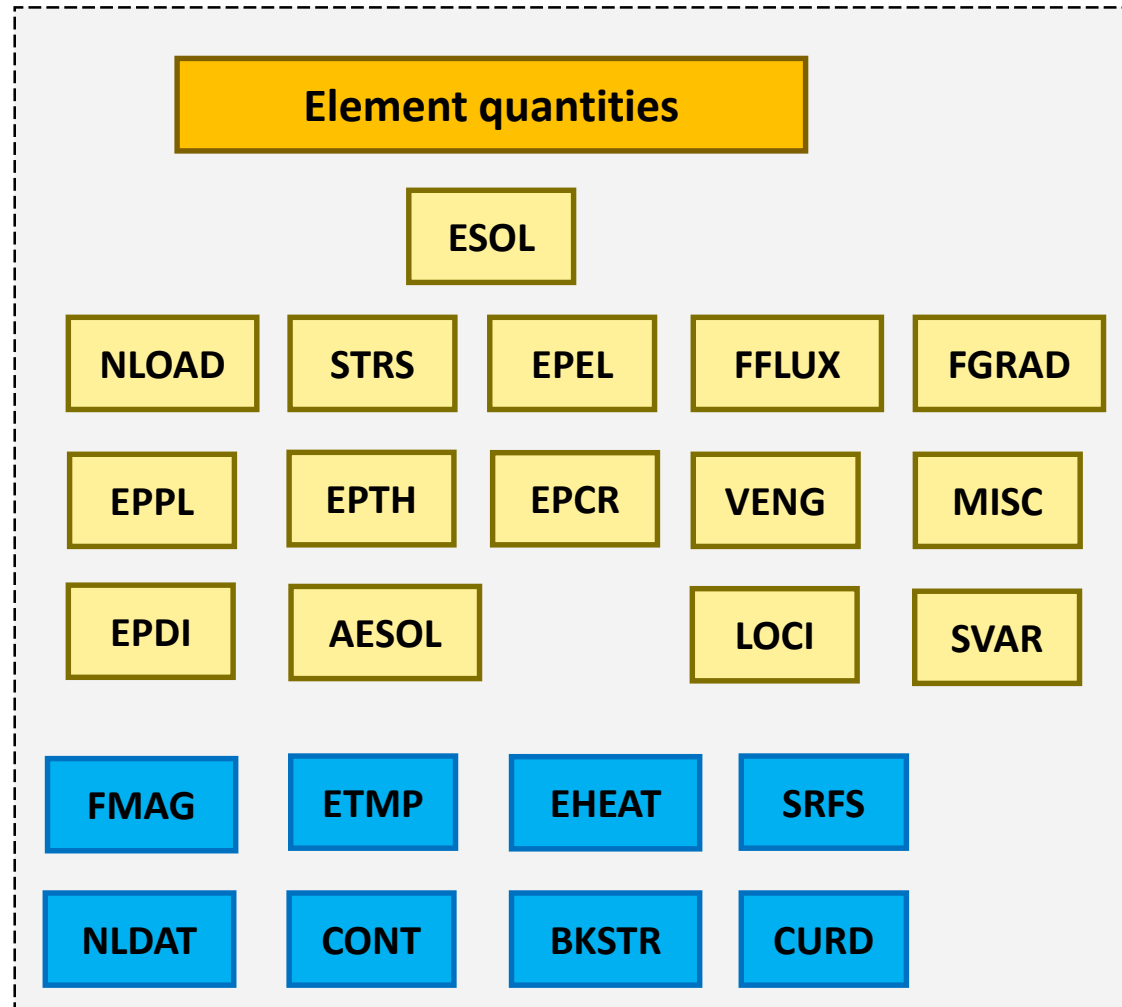 Element quantities
ESOL
NLOAD STRS EPEL FFLUX FGRAD
EPPL EPTH EPCR VENG MISC
EPDI AESOL LOCI SVAR
FMAG ETMP EHEAT SRFS
NLDAT CONT BKSTR CURD